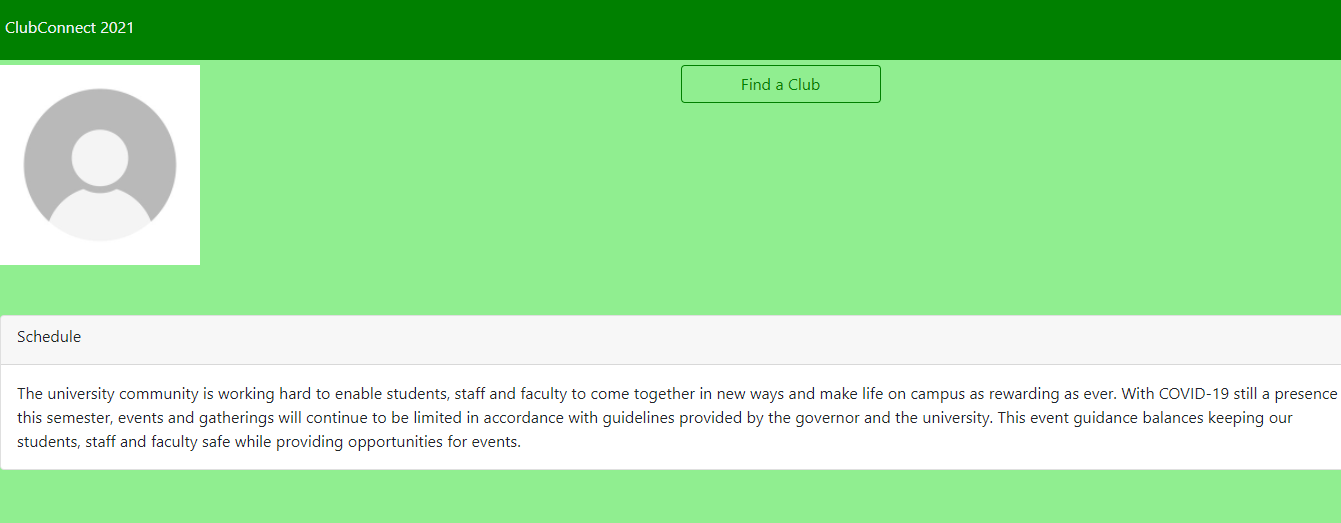 ClubConnect 2021
Find a Club
Schedule
The university community is working hard to enable students, staff and faculty to come together in new ways and make life on campus as rewarding as ever. With COVID-19 still a presence
this semester, events and gatherings will continue to be limited in accordance with guidelines provided by the governor and the university. This event guidance balances keeping our
students, staff and faculty safe while providing opportunities for events.